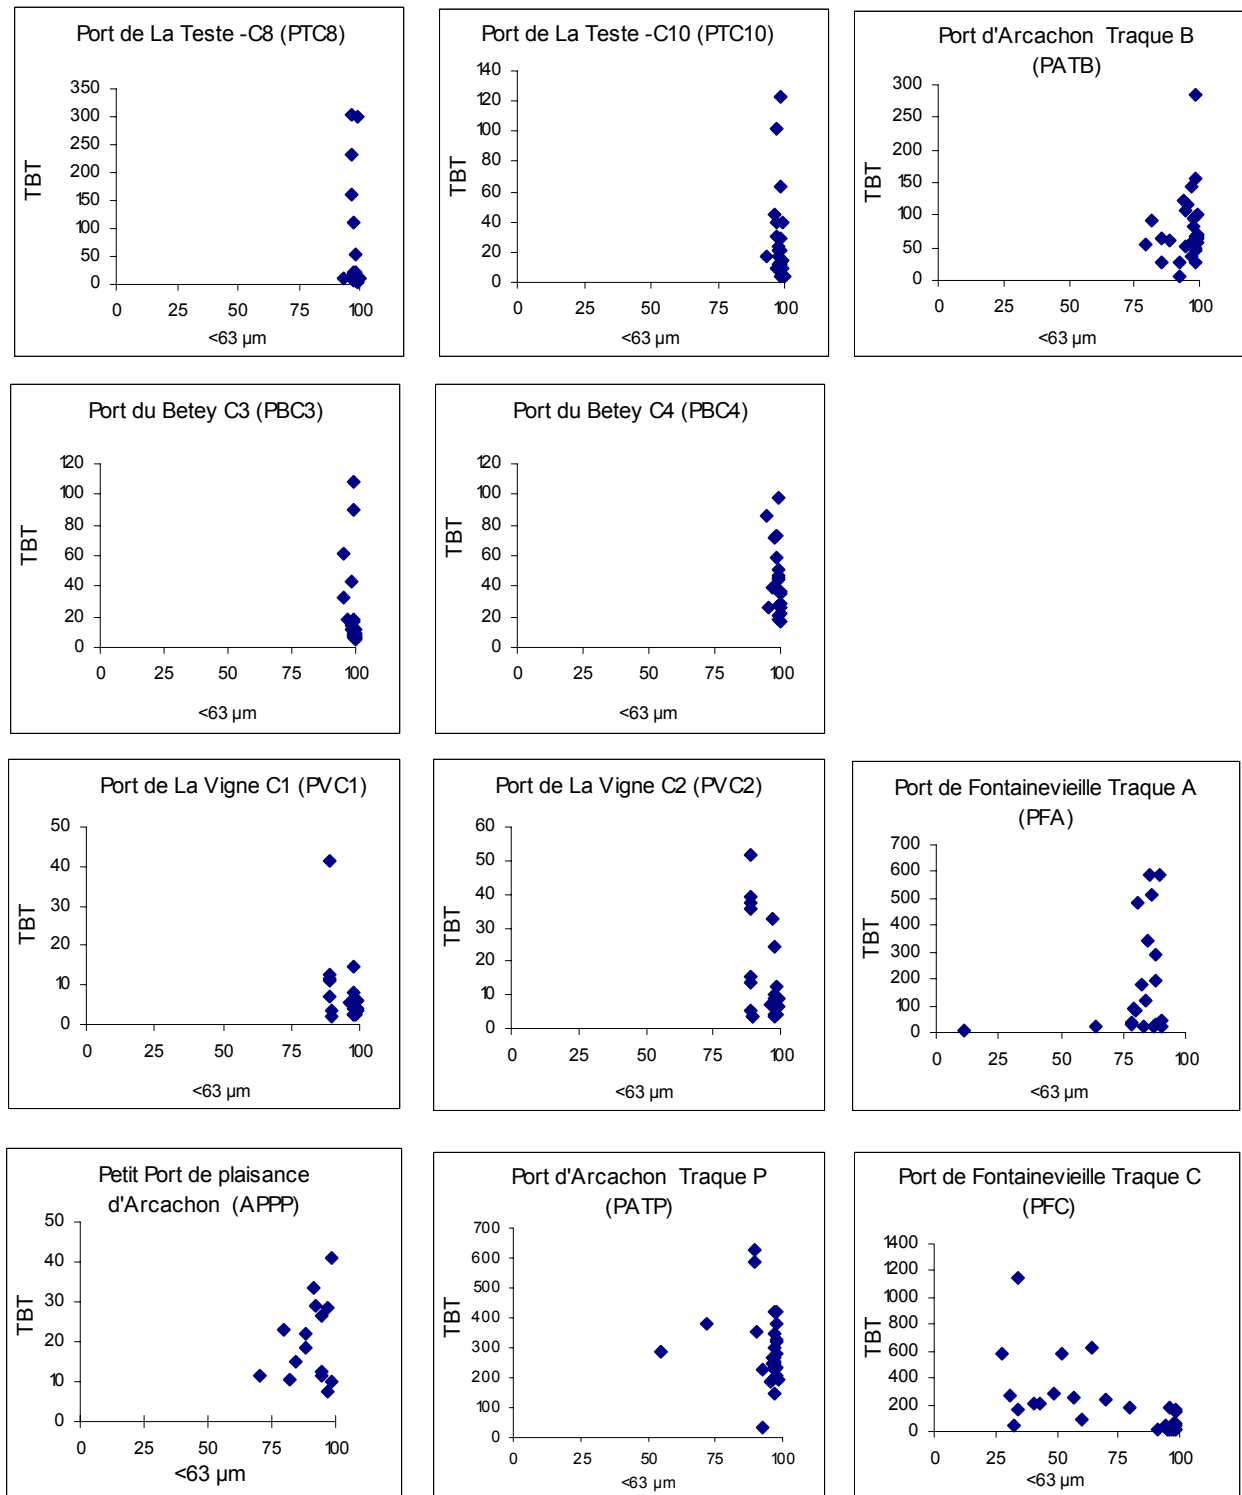 Port de La Teste -C8 (PTC8)
350
300
250
200
150
100
50
0
TBT
0 25 50 75 100
<63 µm
Port de La Teste -C10 (PTC10)
140
120
100
80
60
40
20
0
TBT
0 25 50 75 100
<63 µm
Port d'Arcachon Traque B
(PATB)
300
250
200
150
100
50
0
TBT
0 25 50 75 100
<63 µm
Port du Betey C3 (PBC3)
120
100
80
60
40
20
0
TBT
0 25 50 75 100
<63 µm
Port du Betey C4 (PBC4)
120
100
80
60
40
20
0
TBT
0 25 50 75 100
<63 µm
Port de La Vigne C1 (PVC1)
50
40
30
20
10
0
TBT
0 25 50 75 100
<63 µm
Port de La Vigne C2 (PVC2)
60
50
40
30
20
10
0
TBT
0 25 50 75 100
<63 µm
Port de Fontainevieille Traque A
(PFA)
700
600
500
400
300
200
100
0
TBT
0 25 50 75 100
<63 µm
Petit Port de plaisance
d'Arcachon (APPP)
50
40
30
20
10
0
TBT
0 25 50 75 100
<63 µm
Port d'Arcachon Traque P
(PATP)
700
600
500
400
300
200
100
0
TBT
0 25 50 75 100
<63 µm
Port de Fontainevieille Traque C
(PFC)
1400
1200
1000
800
600
400
200
0
TBT
0 25 50 75 100
<63 µm